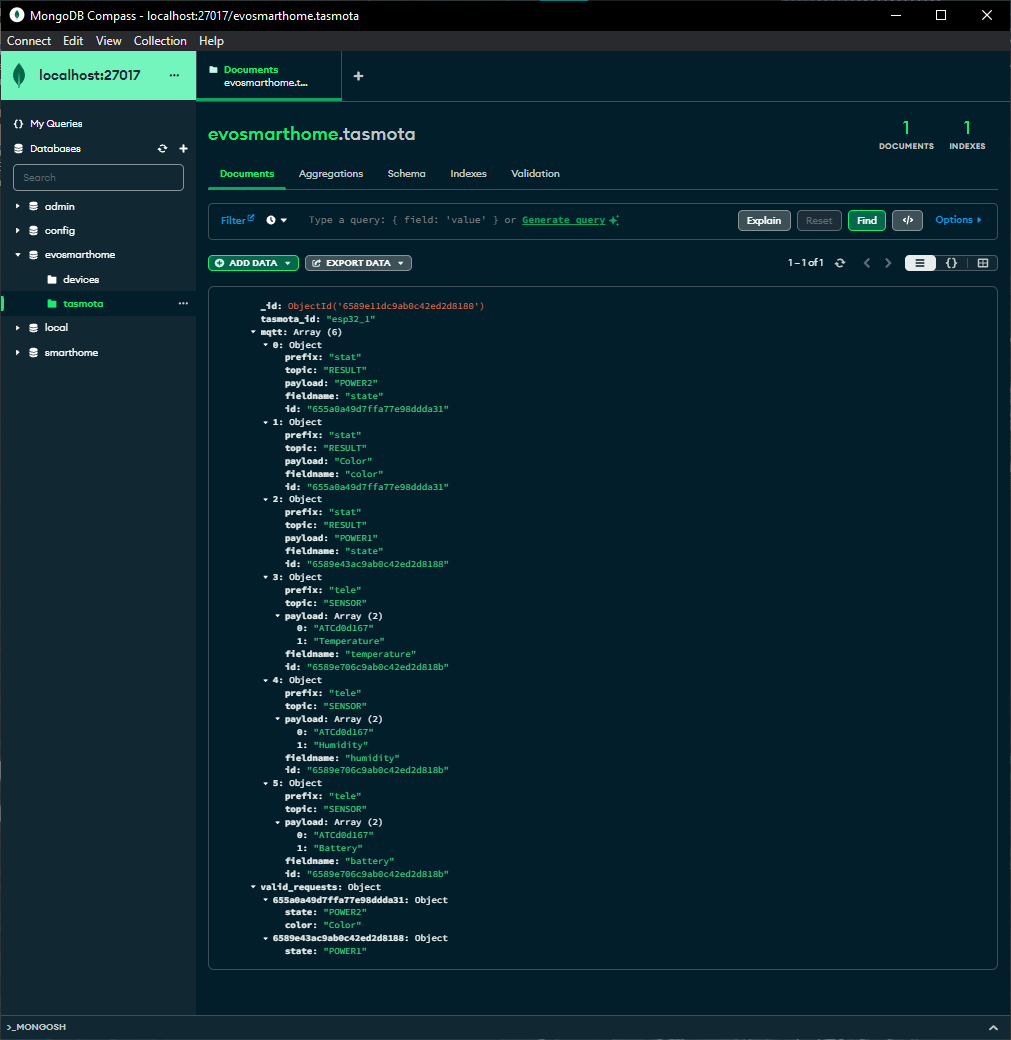 MongoDB Compass - localhost:27017/evosmarthome.tasmota
Connect Edit View Collection Help
localhost:27017 ...
Documents
evosmarthome.t...
+
{} My Queries
Databases
Search
admin
config
evosmarthome
devices
tasmota ...
local
smarthome
evosmarthome.tasmota
1 DOCUMENTS
1 INDEXES
Documents Aggregations Schema Indexes Validation
Filter Type a query: { field: 'value' } or Generate query Explain Reset Find </> Options
ADD DATA EXPORT DATA 1 – 1 of 1 {}
_id: ObjectId('6589e11dc9ab0c42ed2d8180')
tasmota_id: "esp32_1"
mqtt: Array (6)
0: Object
prefix: "stat"
topic: "RESULT"
payload: "POWER2"
fieldname: "state"
id: "655a0a49d7ffa77e98ddda31"
1: Object
prefix: "stat"
topic: "RESULT"
payload: "Color"
fieldname: "color"
id: "655a0a49d7ffa77e98ddda31"
2: Object
prefix: "stat"
topic: "RESULT"
payload: "POWER1"
fieldname: "state"
id: "6589e43ac9ab0c42ed2d8188"
3: Object
prefix: "tele"
topic: "SENSOR"
payload: Array (2)
0: "ATCd0d167"
1: "Temperature"
fieldname: "temperature"
id: "6589e706c9ab0c42ed2d818b"
4: Object
prefix: "tele"
topic: "SENSOR"
payload: Array (2)
0: "ATCd0d167"
1: "Humidity"
fieldname: "humidity"
id: "6589e706c9ab0c42ed2d818b"
5: Object
prefix: "tele"
topic: "SENSOR"
payload: Array (2)
0: "ATCd0d167"
1: "Battery"
fieldname: "battery"
id: "6589e706c9ab0c42ed2d818b"
valid_requests: Object
655a0a49d7ffa77e98ddda31: Object
state: "POWER2"
color: "Color"
6589e43ac9ab0c42ed2d8188: Object
state: "POWER1"
>_MONGOSH